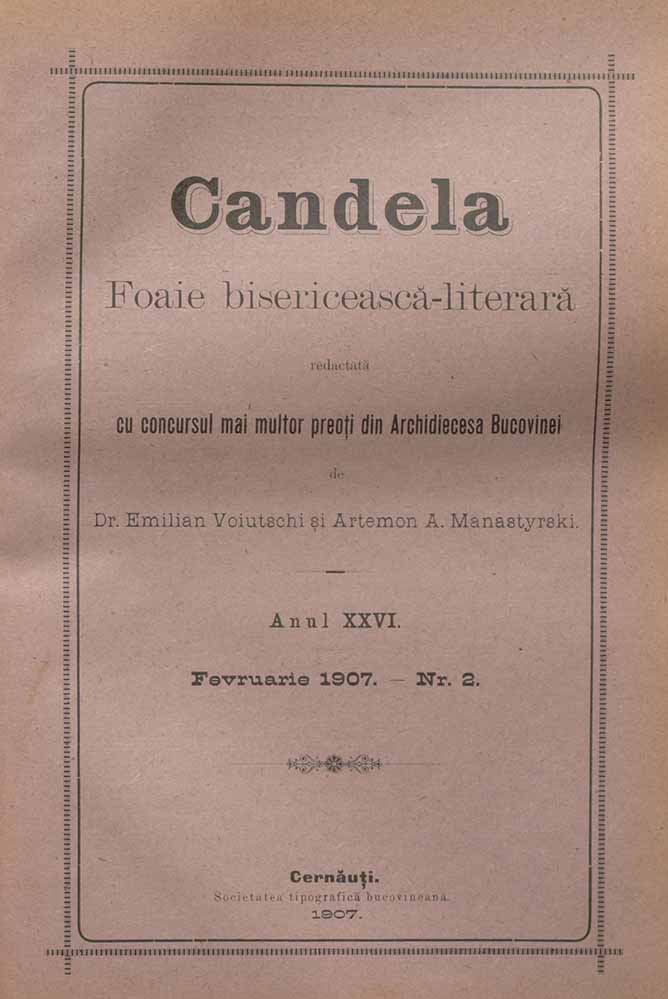 Candela
Foaie bisericească-literară
redactată
cu concursul mai multor preoți din Archidiecesa Bucovinei
de
Dr. Emilian Voiutschi și Artemon A. Manastyrski.
Anul XXVI.
Fevruarie 1907. — Nr. 2.
Cernăuți.
Societatea tipografică bucovineană.
1907.